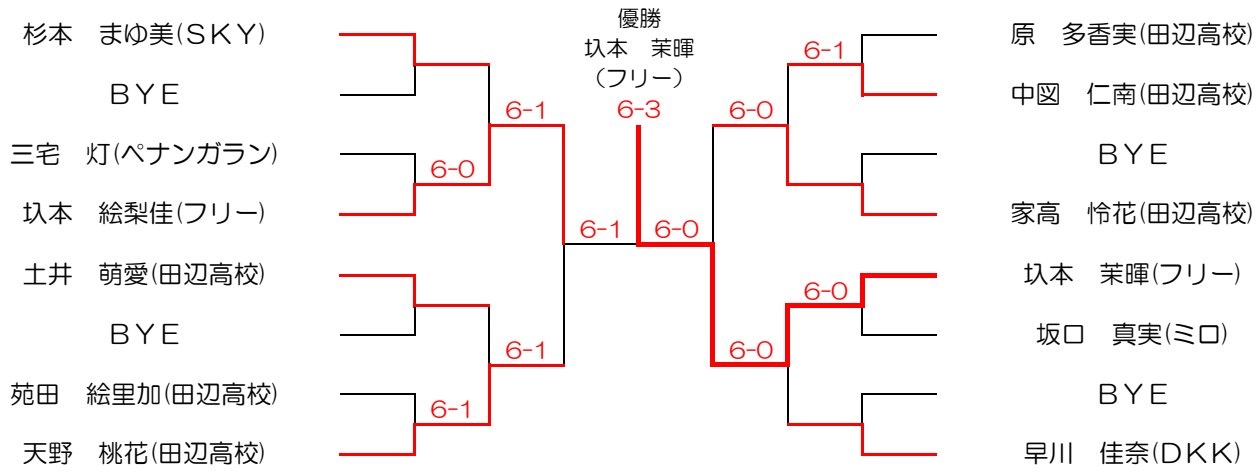 優勝
圦本 茉暉
（フリー）
6-3
杉本 まゆ美(SKY)
BYE
三宅 灯(ペナンガラン)
圦本 絵梨佳(フリー)
土井 萌愛(田辺高校)
BYE
苑田 絵里加(田辺高校)
天野 桃花(田辺高校)
6-0
6-1
6-1
6-1
6-1
6-0
6-0
6-0
6-1
6-0
原 多香実(田辺高校)
中図 仁南(田辺高校)
BYE
家高 怜花(田辺高校)
圦本 茉暉(フリー)
坂口 真実(ミロ)
BYE
早川 佳奈(DKK)